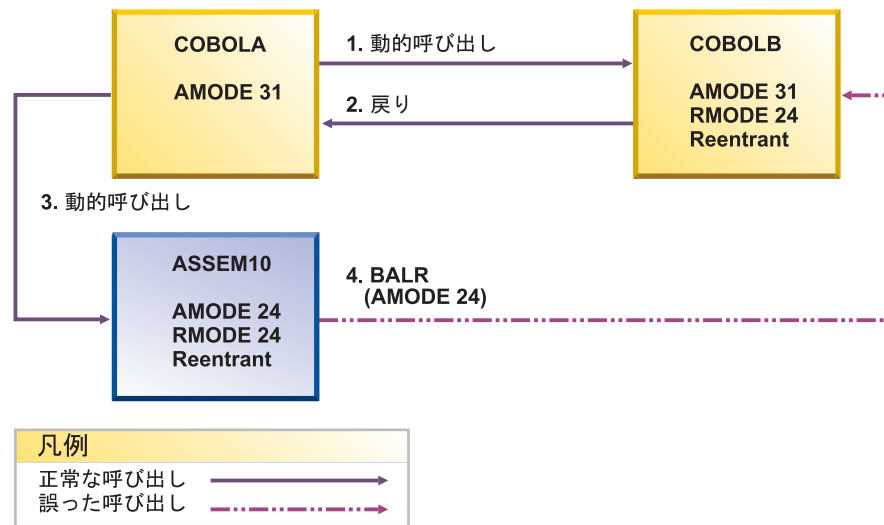 COBOLA
AMODE 31
1. 動的呼び出し
2. 戻り
COBOLB
AMODE 31
RMODE 24
Reentrant
3. 動的呼び出し
ASSEM10
AMODE 24
RMODE 24
Reentrant
4. BALR
(AMODE 24)
凡例
正常な呼び出し
誤った呼び出し